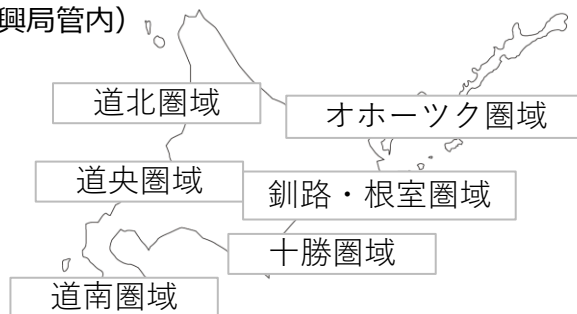 興局管内）
道北圏域
オホーツク圏域
道央圏域
釧路・根室圏域
十勝圏域
道南圏域